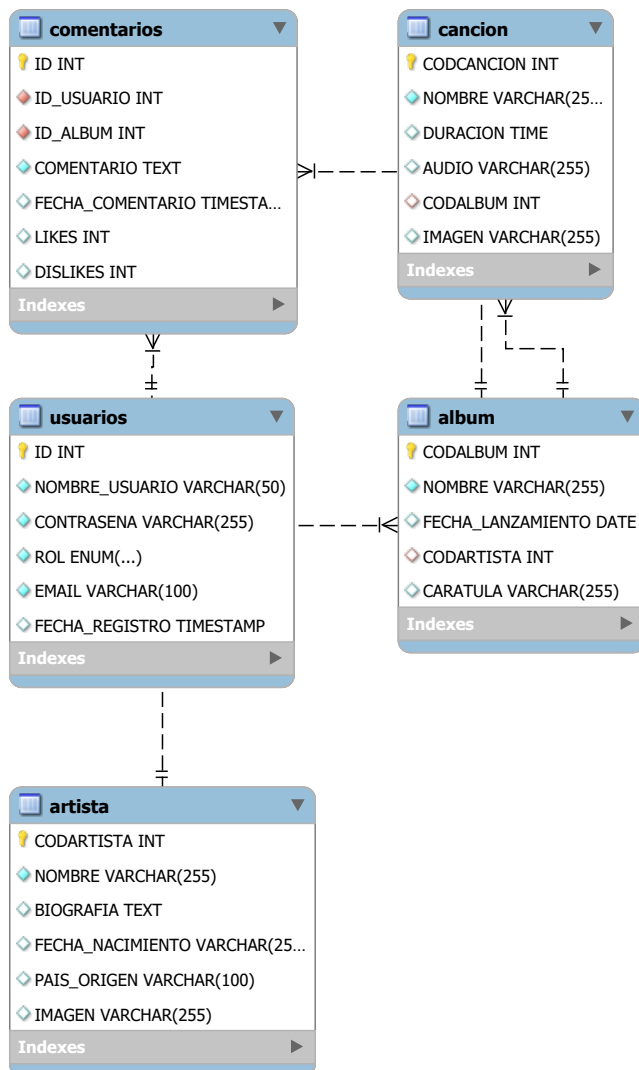 comentarios
ID INT
ID_USUARIO INT
ID_ALBUM INT
COMENTARIO TEXT
FECHA_COMENTARIO TIMESTA...
LIKES INT
DISLIKES INT
Indexes
cancion
CODCANCION INT
NOMBRE VARCHAR(25...
DURACION TIME
AUDIO VARCHAR(255)
CODALBUM INT
IMAGEN VARCHAR(255)
Indexes
usuarios
ID INT
NOMBRE_USUARIO VARCHAR(50)
CONTRASENA VARCHAR(255)
ROL ENUM(...)
EMAIL VARCHAR(100)
FECHA_REGISTRO TIMESTAMP
Indexes
album
CODALBUM INT
NOMBRE VARCHAR(255)
FECHA_LANZAMIENTO DATE
CODARTISTA INT
CARATULA VARCHAR(255)
Indexes
artista
CODARTISTA INT
NOMBRE VARCHAR(255)
BIOGRAFIA TEXT
FECHA_NACIMIENTO VARCHAR(25...
PAIS_ORIGEN VARCHAR(100)
IMAGEN VARCHAR(255)
Indexes